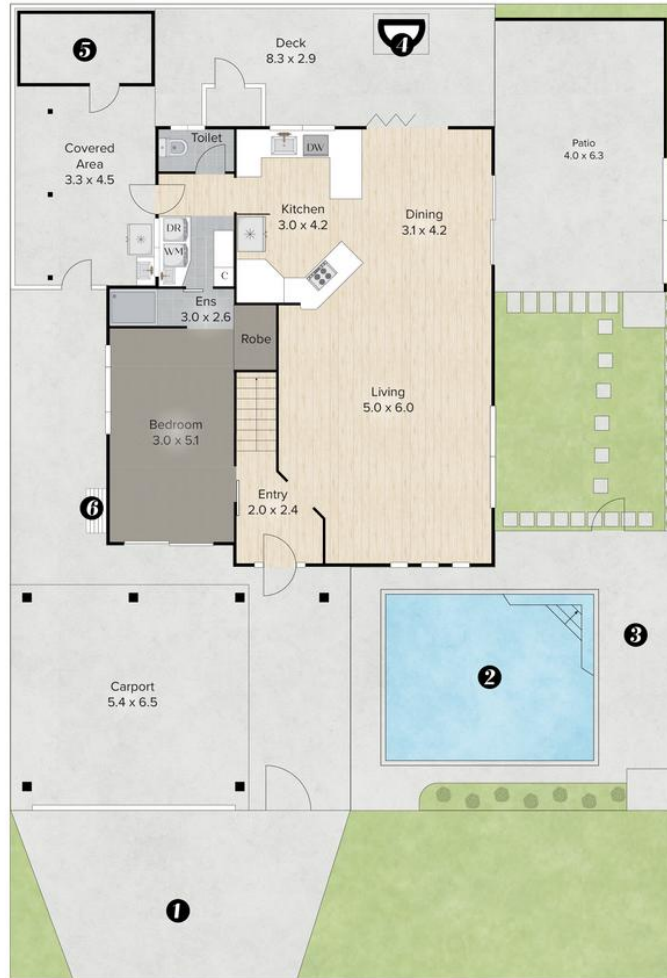 5
Deck
8.3 x 2.9
4
Toilet
DW
Covered
Area
3.3 x 4.5
Patio
4.0 x 6.3
Kitchen
3.0 x 4.2
Dining
3.1 x 4.2
DR
WM
C
Ens
3.0 x 2.6
Robe
Living
5.0 x 6.0
Bedroom
3.0 x 5.1
Entry
2.0 x 2.4
6
3
2
Carport
5.4 x 6.5
1